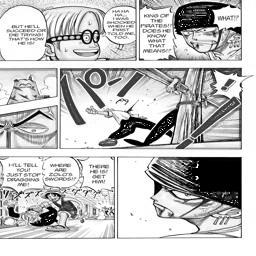 WHAT!?
KING OF
THE
PIRATES!?
DOES HE
KNOW
WHAT
THAT
MEANS!?
HA HA
HA...
I WAS
SHOCKED
WHEN HE
FIRST
TOLD ME,
TOO.
BUT HE'LL
SUCCEED OR
DIE TRYING!
THAT'S HOW
HE IS!
パン
THERE
HE IS!
GET
HIM!
WHERE
ARE
ZOLO'S
SWORDS!?
I-I'LL TELL
YOU!
JUST STOP
DRAGGING
ME!